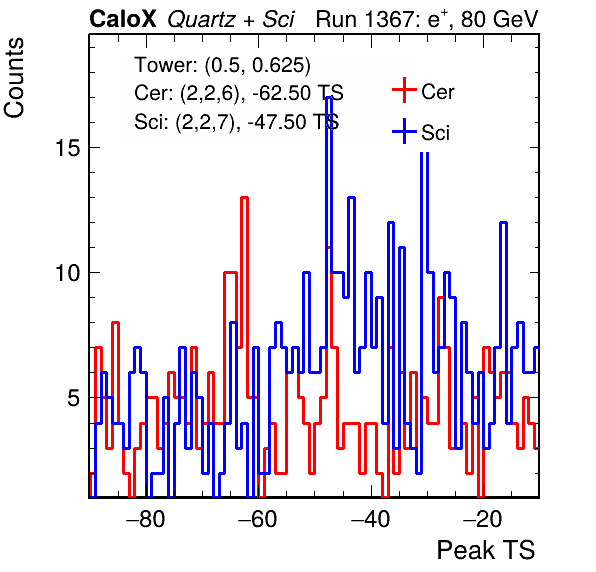 CaloX Quartz + Sci Run 1367: e+, 80 GeV
Counts
Tower: (0.5, 0.625)
Cer: (2,2,6), -62.50 TS
Sci: (2,2,7), -47.50 TS
Cer
Sci
15
10
5
−80 −60 −40 −20
Peak TS